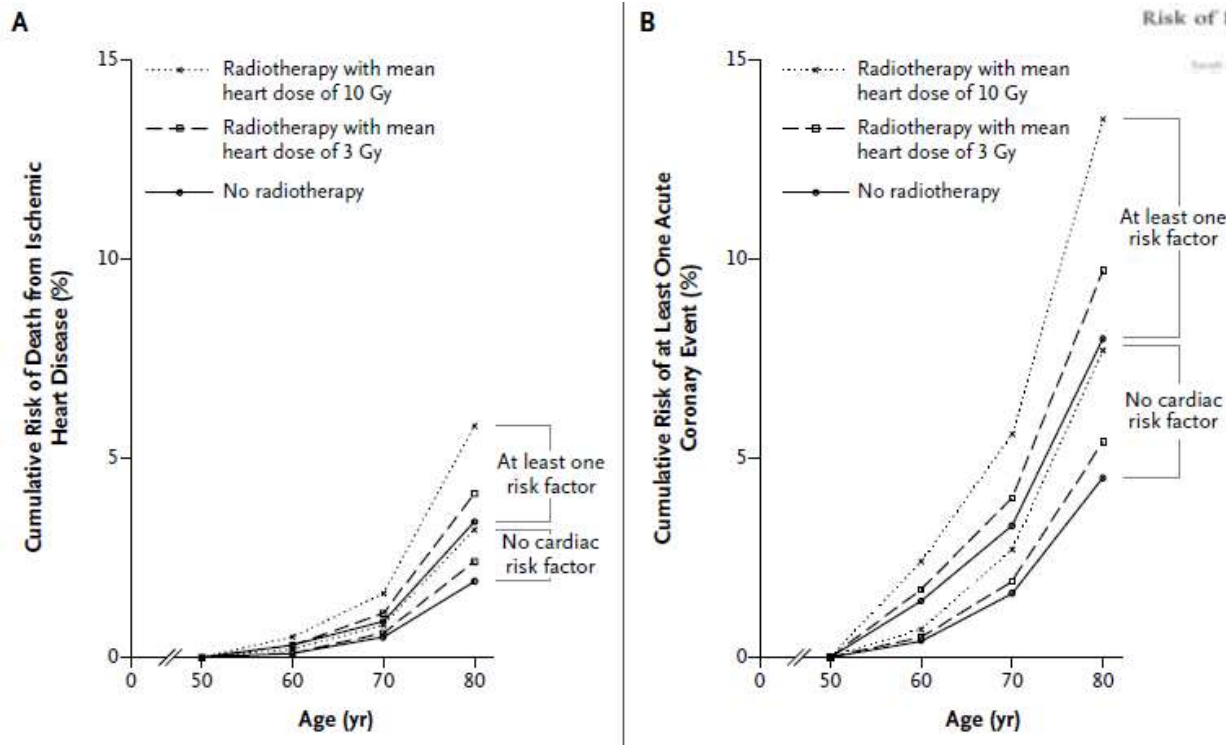 A
Radiotherapy with mean
heart dose of 10 Gy
Radiotherapy with mean
heart dose of 3 Gy
No radiotherapy
Cumulative Risk of Death from Ischemic
Heart Disease (%)
15
10
5
0
At least one
risk factor
No cardiac
risk factor
0 50 60 70 80
Age (yr)
B
Risk of
Radiotherapy with mean
heart dose of 10 Gy
Radiotherapy with mean
heart dose of 3 Gy
No radiotherapy
Cumulative Risk of at Least One Acute
Coronary Event (%)
15
10
5
0
At least one
risk factor
No cardiac
risk factor
0 50 60 70 80
Age (yr)